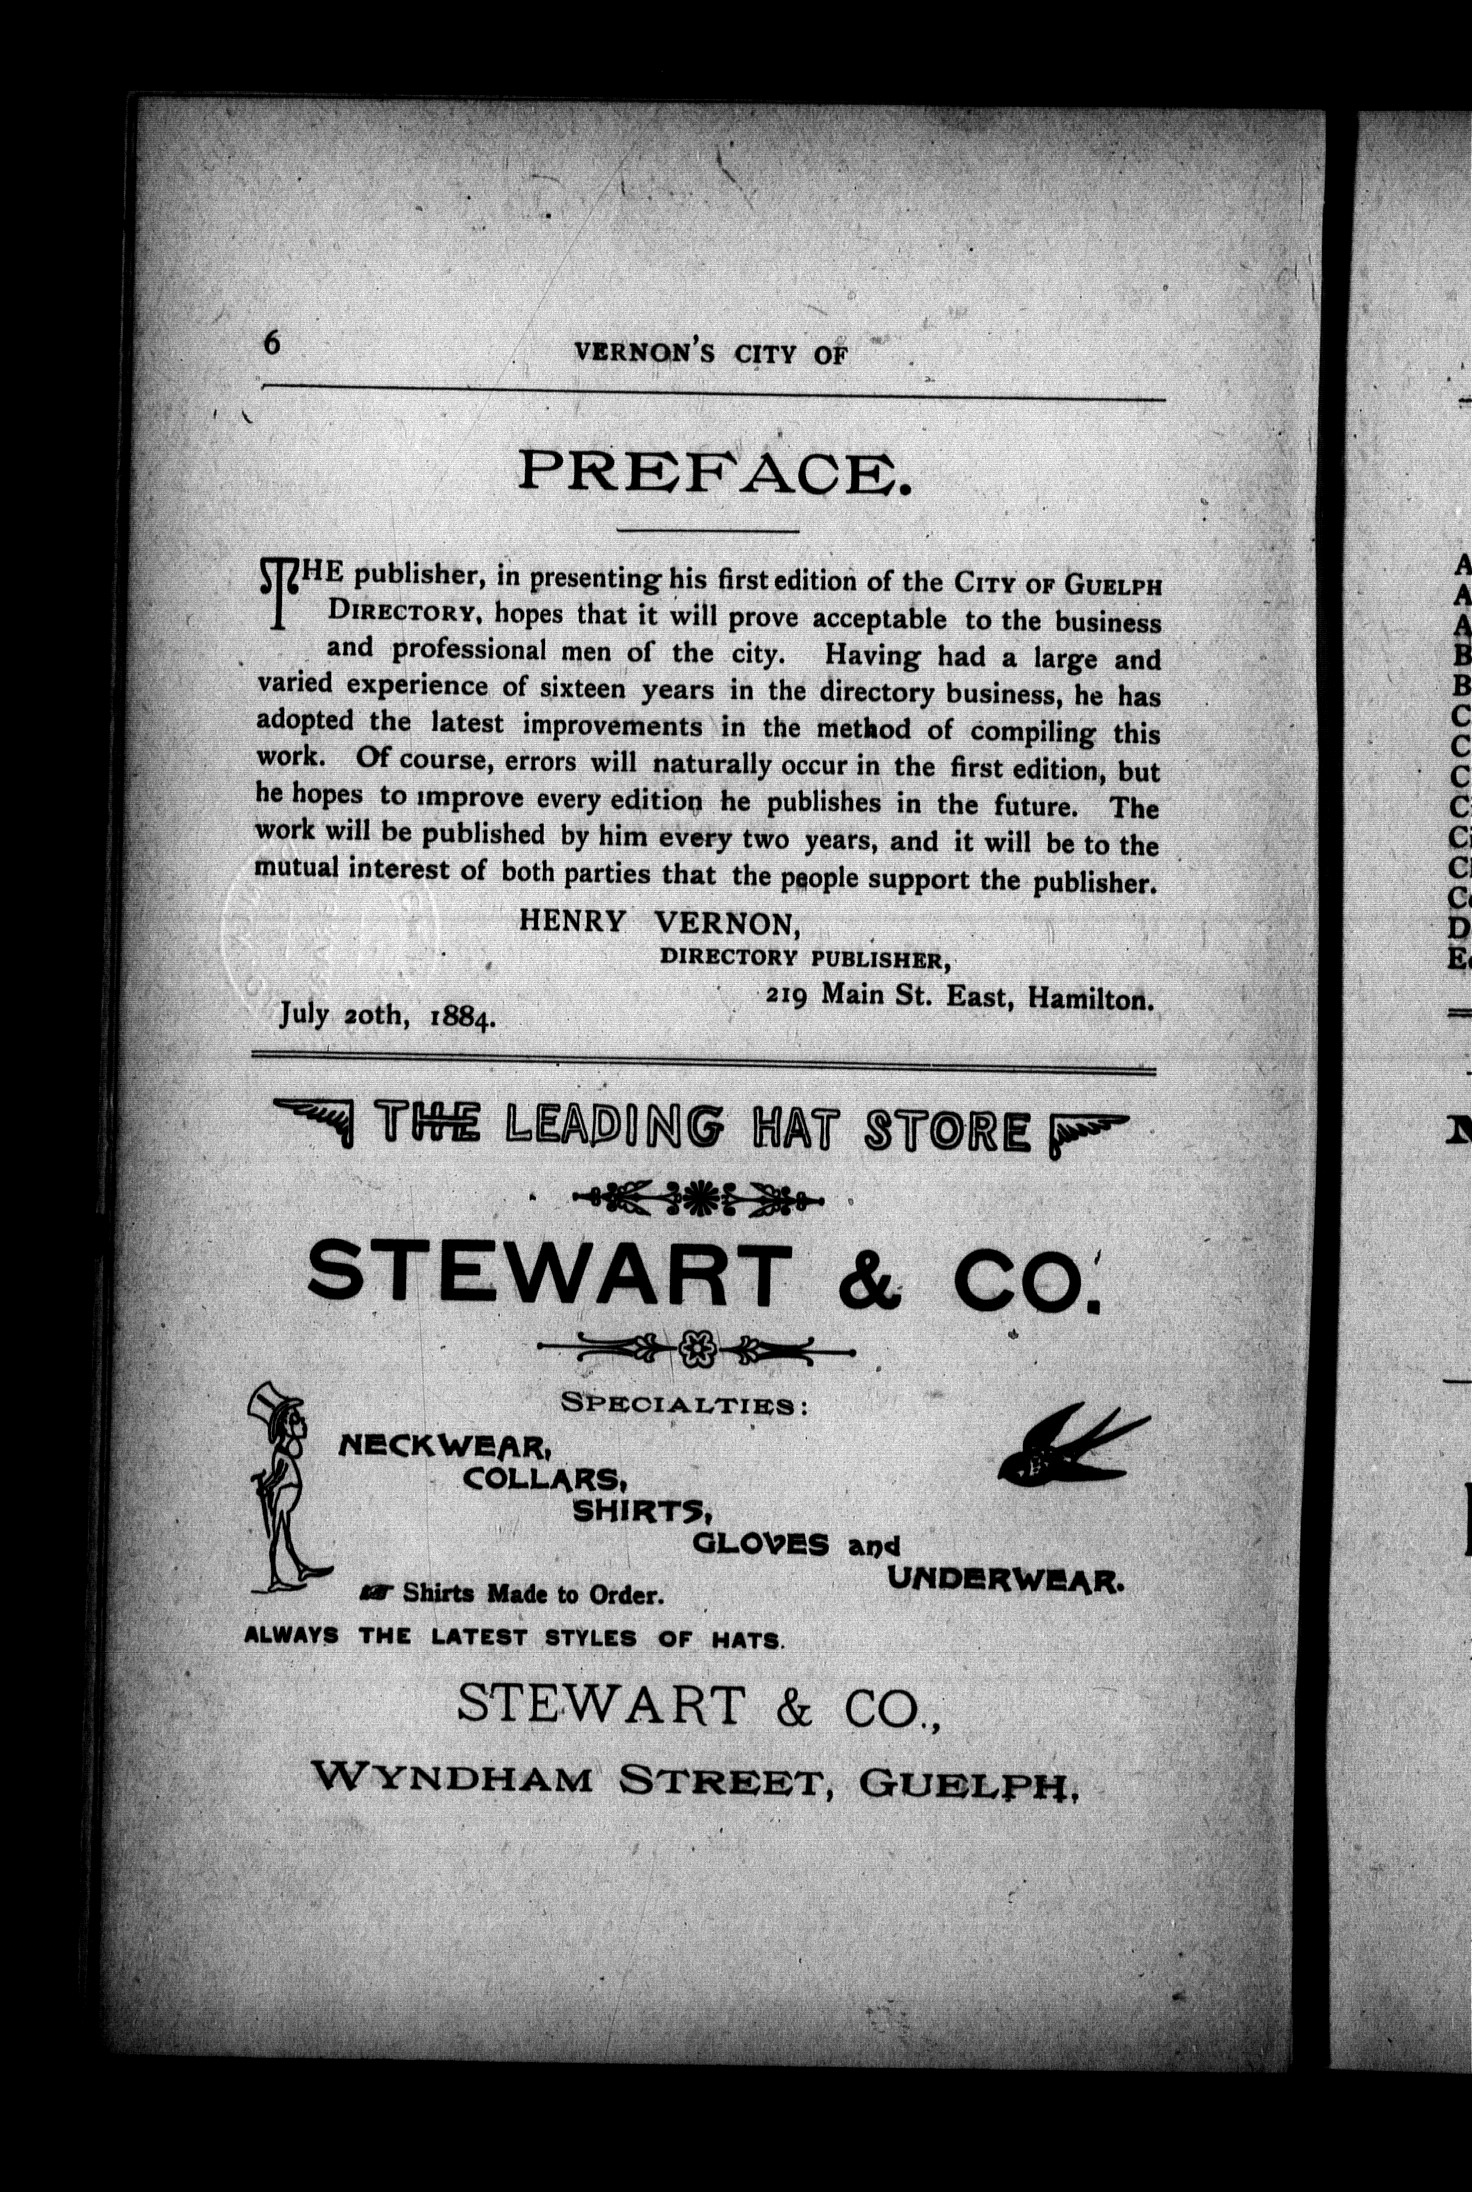 6
VERNON'S CITY OF
PREFACE.
THE publisher, in presenting his first edition of the CITY OF GUELPH
DIRECTORY, hopes that it will prove acceptable to the business
and professional men of the city. Having had a large and
varied experience of sixteen years in the directory business, he has
adopted the latest improvements in the method of compiling this
work. Of course, errors will naturally occur in the first edition, but
he hopes to improve every edition he publishes in the future. The
work will be published by him every two years, and it will be to the
mutual interest of both parties that the people support the publisher.
HENRY VERNON,
DIRECTORY PUBLISHER,
219 Main St. East, Hamilton.
July 20th, 1884.
THE LEADING HAT STORE
STEWART & CO.
SPECIALTIES:
NECKWEAR,
COLLARS,
SHIRTS,
GLOVES and
UNDERWEAR.
☞ Shirts Made to Order.
ALWAYS THE LATEST STYLES OF HATS.
STEWART & CO.,
WYNDHAM STREET, GUELPH,
A
A
A
B
B
C
C
C
C
Ci
Cl
Co
D
Ed